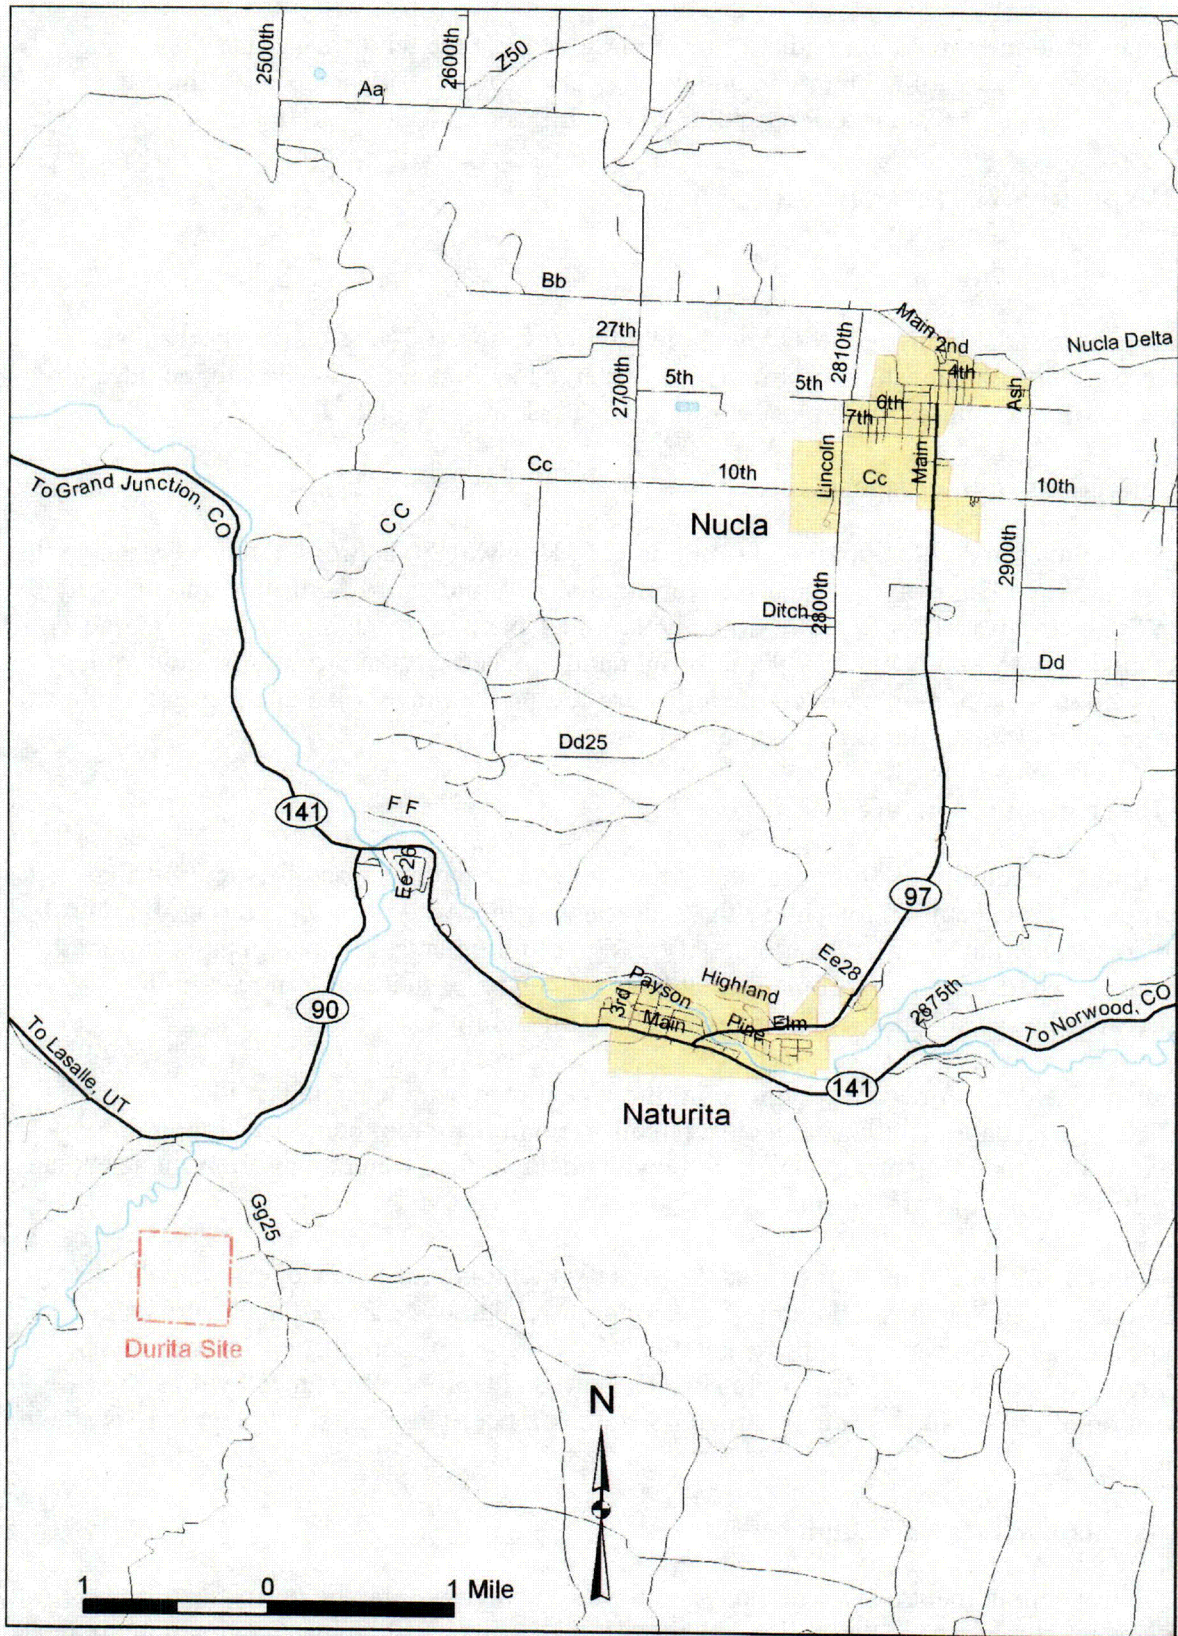 2500th
2600th
Z50
Aa
Bb
Main
2nd
Nucla Delta
27th
2810th
4th
5th
5th
2700th
6th
Ash
7th
Cc
10th
Lincoln
Cc
Main
10th
To Grand Junction, CO
C C
Nucla
2900th
Ditch
2800th
Dd
Dd25
F F
141
Ee 26
97
Ee28
Highland
Payson
3rd
Main
Pine
Elm
2875th
To Norwood, CO
90
To Lasalle, UT
141
Naturita
Gg25
Durita Site
N
1 0 1 Mile